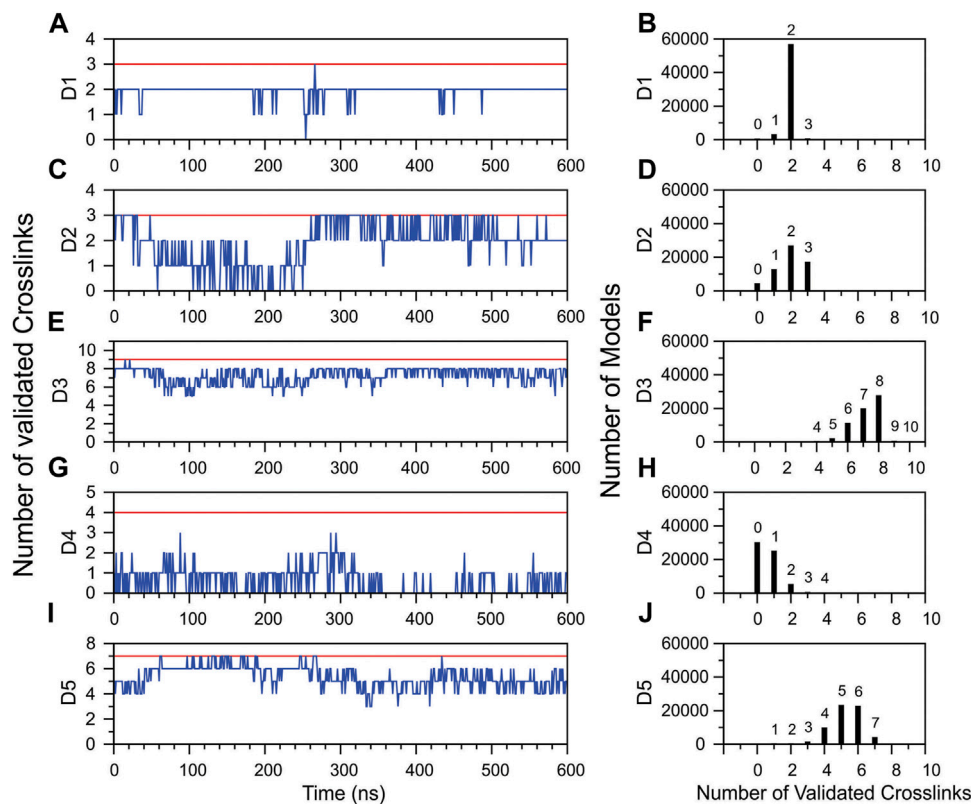 Number of validated Crosslinks
A
D1
4
3
2
1
0
0 100 200 300 400 500 600
C
D2
4
3
2
1
0
0 100 200 300 400 500 600
E
D3
10
8
6
4
2
0
0 100 200 300 400 500 600
G
D4
5
4
3
2
1
0
0 100 200 300 400 500 600
I
D5
8
6
4
2
0
0 100 200 300 400 500 600
Time (ns)
Number of Models
B
D1
60000
40000
20000
0
0 1 2 3
0 2 4 6 8 10
D
D2
60000
40000
20000
0
0 1 2 3
0 2 4 6 8 10
F
D3
60000
40000
20000
0
4 5 6 7 8 9 10
0 2 4 6 8 10
H
D4
60000
40000
20000
0
0 1 2 3 4
0 2 4 6 8 10
J
D5
60000
40000
20000
0
1 2 3 4 5 6 7
0 2 4 6 8 10
Number of Validated Crosslinks